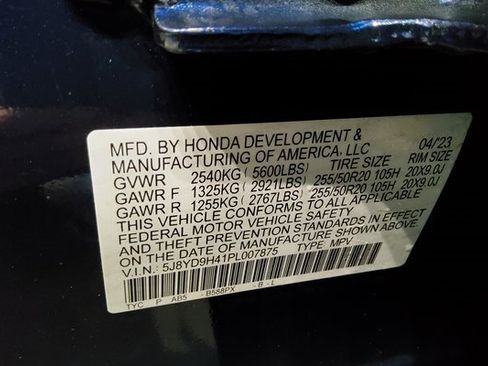 MFD. BY HONDA DEVELOPMENT & 04/23
MANUFACTURING OF AMERICA, LLC
GVWR 2540KG 5600LBS TIRE SIZE RIM SIZE
GAWR F 1325KG (2921LBS) 255/50R20 105H 20X9.0J
GAWR R 1255KG (2767LBS) 255/50R20 105H 20X9.0J
THIS VEHICLE CONFORMS TO ALL APPLICABLE
FEDERAL MOTOR VEHICLE SAFETY,
AND THEFT PREVENTION STANDARDS IN EFFECT
ON THE DATE OF MANUFACTURE SHOWN ABOVE.
V.I.N.: 5J8YD9H41PL007875 TYPE: MPV
TYC P AB5 - B588PX - B - L